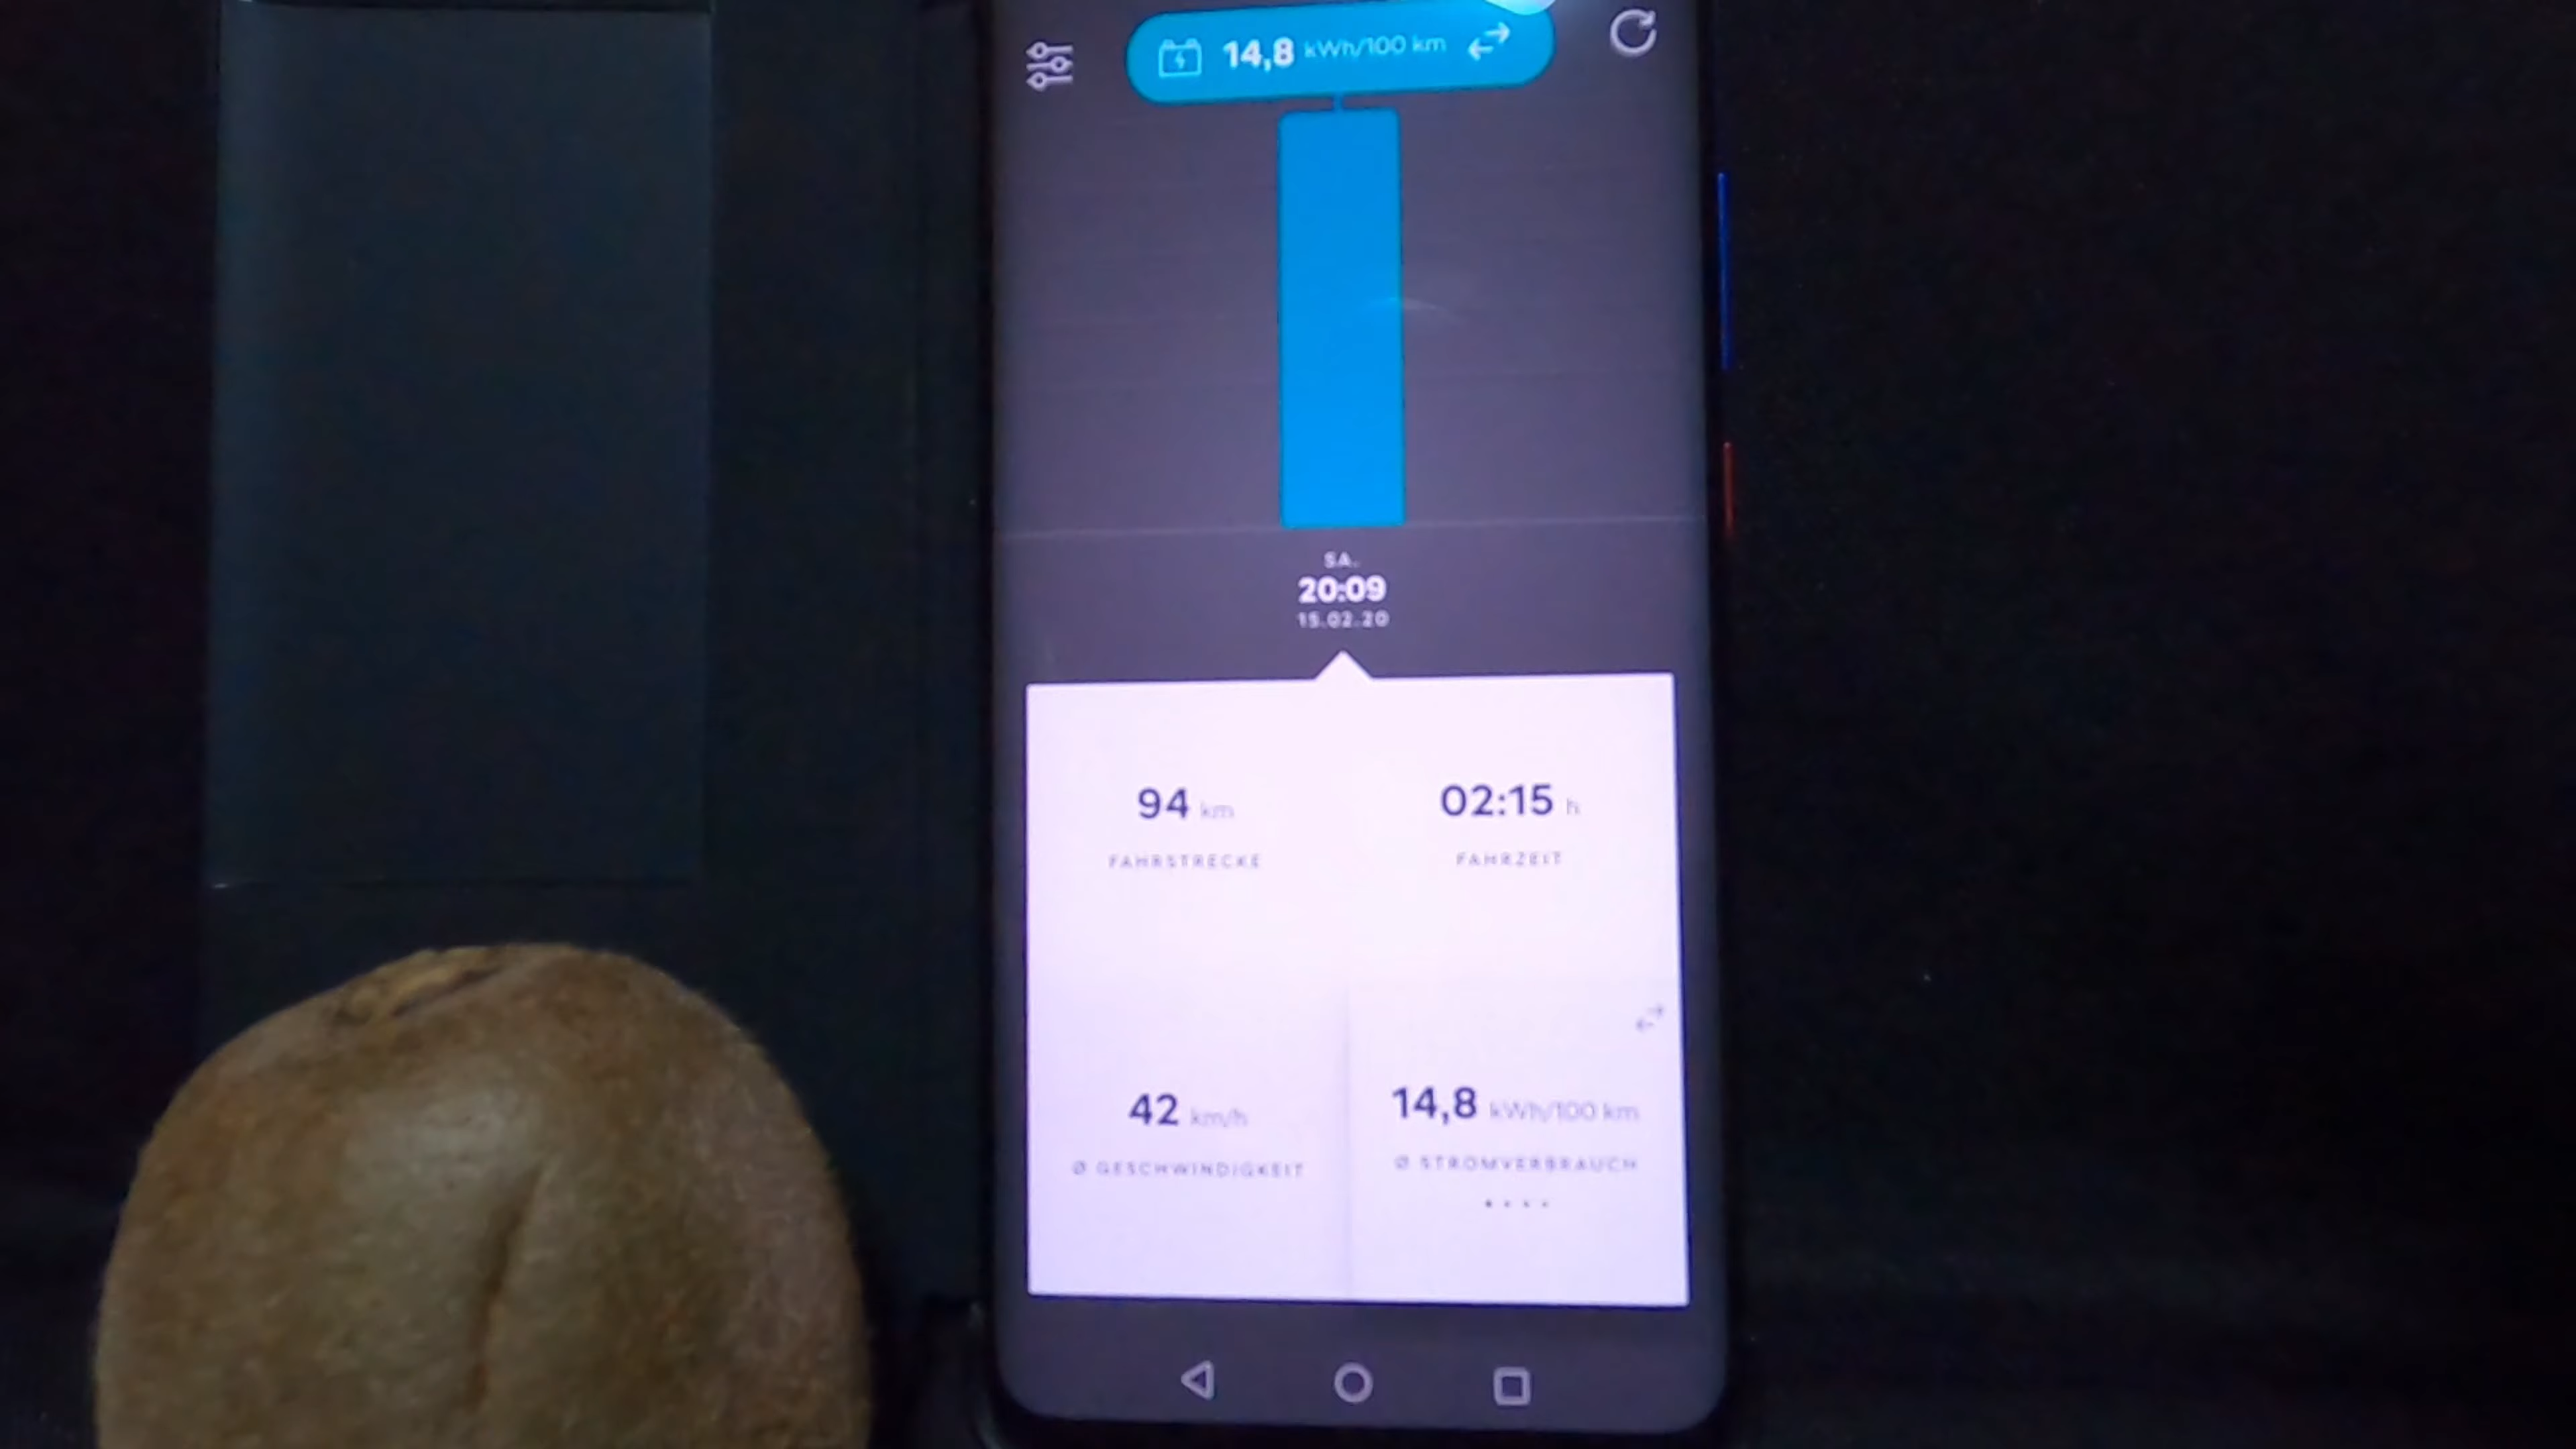 14,8 kWh/100 km
SA.
20:09
15.02.20
94 km
FAHRSTRECKE
02:15 h
FAHRZEIT
42 km/h
Ø GESCHWINDIGKEIT
14,8 kWh/100 km
Ø STROMVERBRAUCH